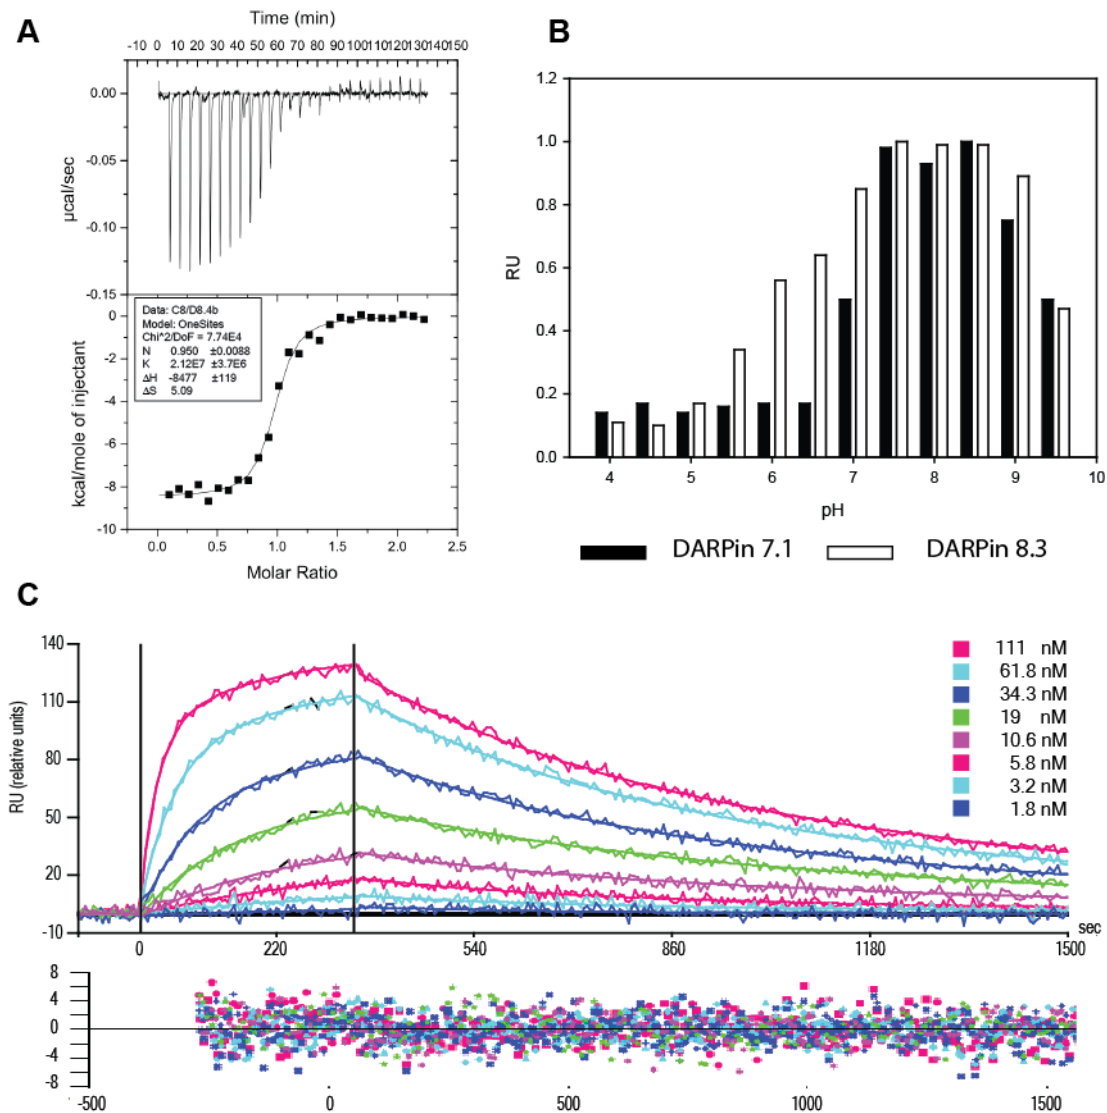 A
Time (min)
-10 0 10 20 30 40 50 60 70 80 90 100 110 120 130 140 150
0.00
-0.05
-0.10
-0.15
µcal/sec
Data: C8/D8.4b
Model: OneSites
Chi^2/DoF = 7.74E4
N 0.950 ±0.0088
K 2.12E7 ±3.7E6
ΔH -8477 ±119
ΔS 5.09
0
-2
-4
-6
-8
-10
kcal/mole of injectant
0.0 0.5 1.0 1.5 2.0 2.5
Molar Ratio
B
1.2
1.0
0.8
0.6
0.4
0.2
0.0
RU
4 5 6 7 8 9 10
pH
DARPin 7.1 DARPin 8.3
C
140
110
80
50
20
-10
RU (relative units)
111 nM
61.8 nM
34.3 nM
19 nM
10.6 nM
5.8 nM
3.2 nM
1.8 nM
sec
0 220 540 860 1180 1500
8
4
0
-4
-8
-500 0 500 1000 1500